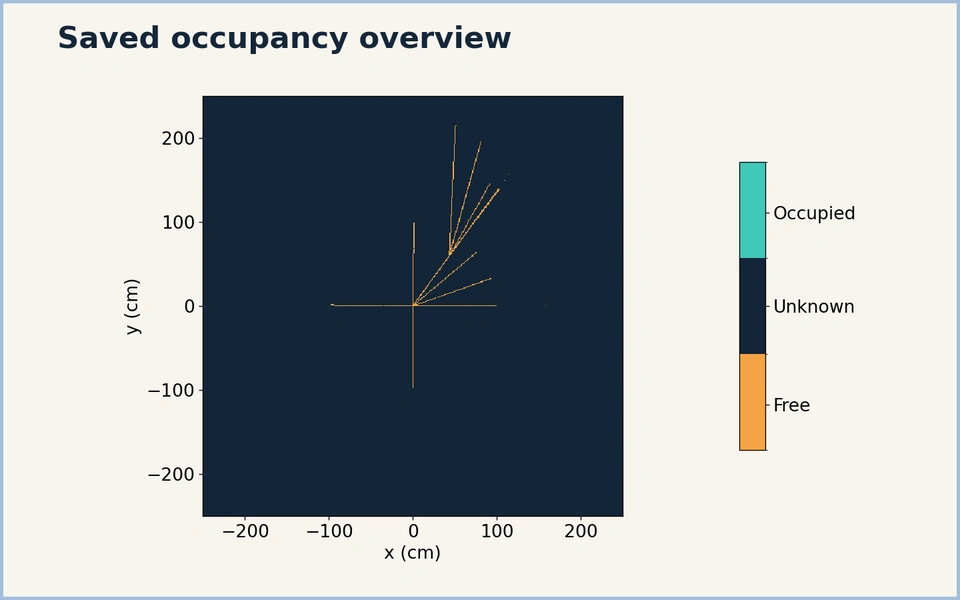 Saved occupancy overview
200
100
0
−100
−200
y (cm)
−200
−100
0
100
200
x (cm)
Occupied
Unknown
Free